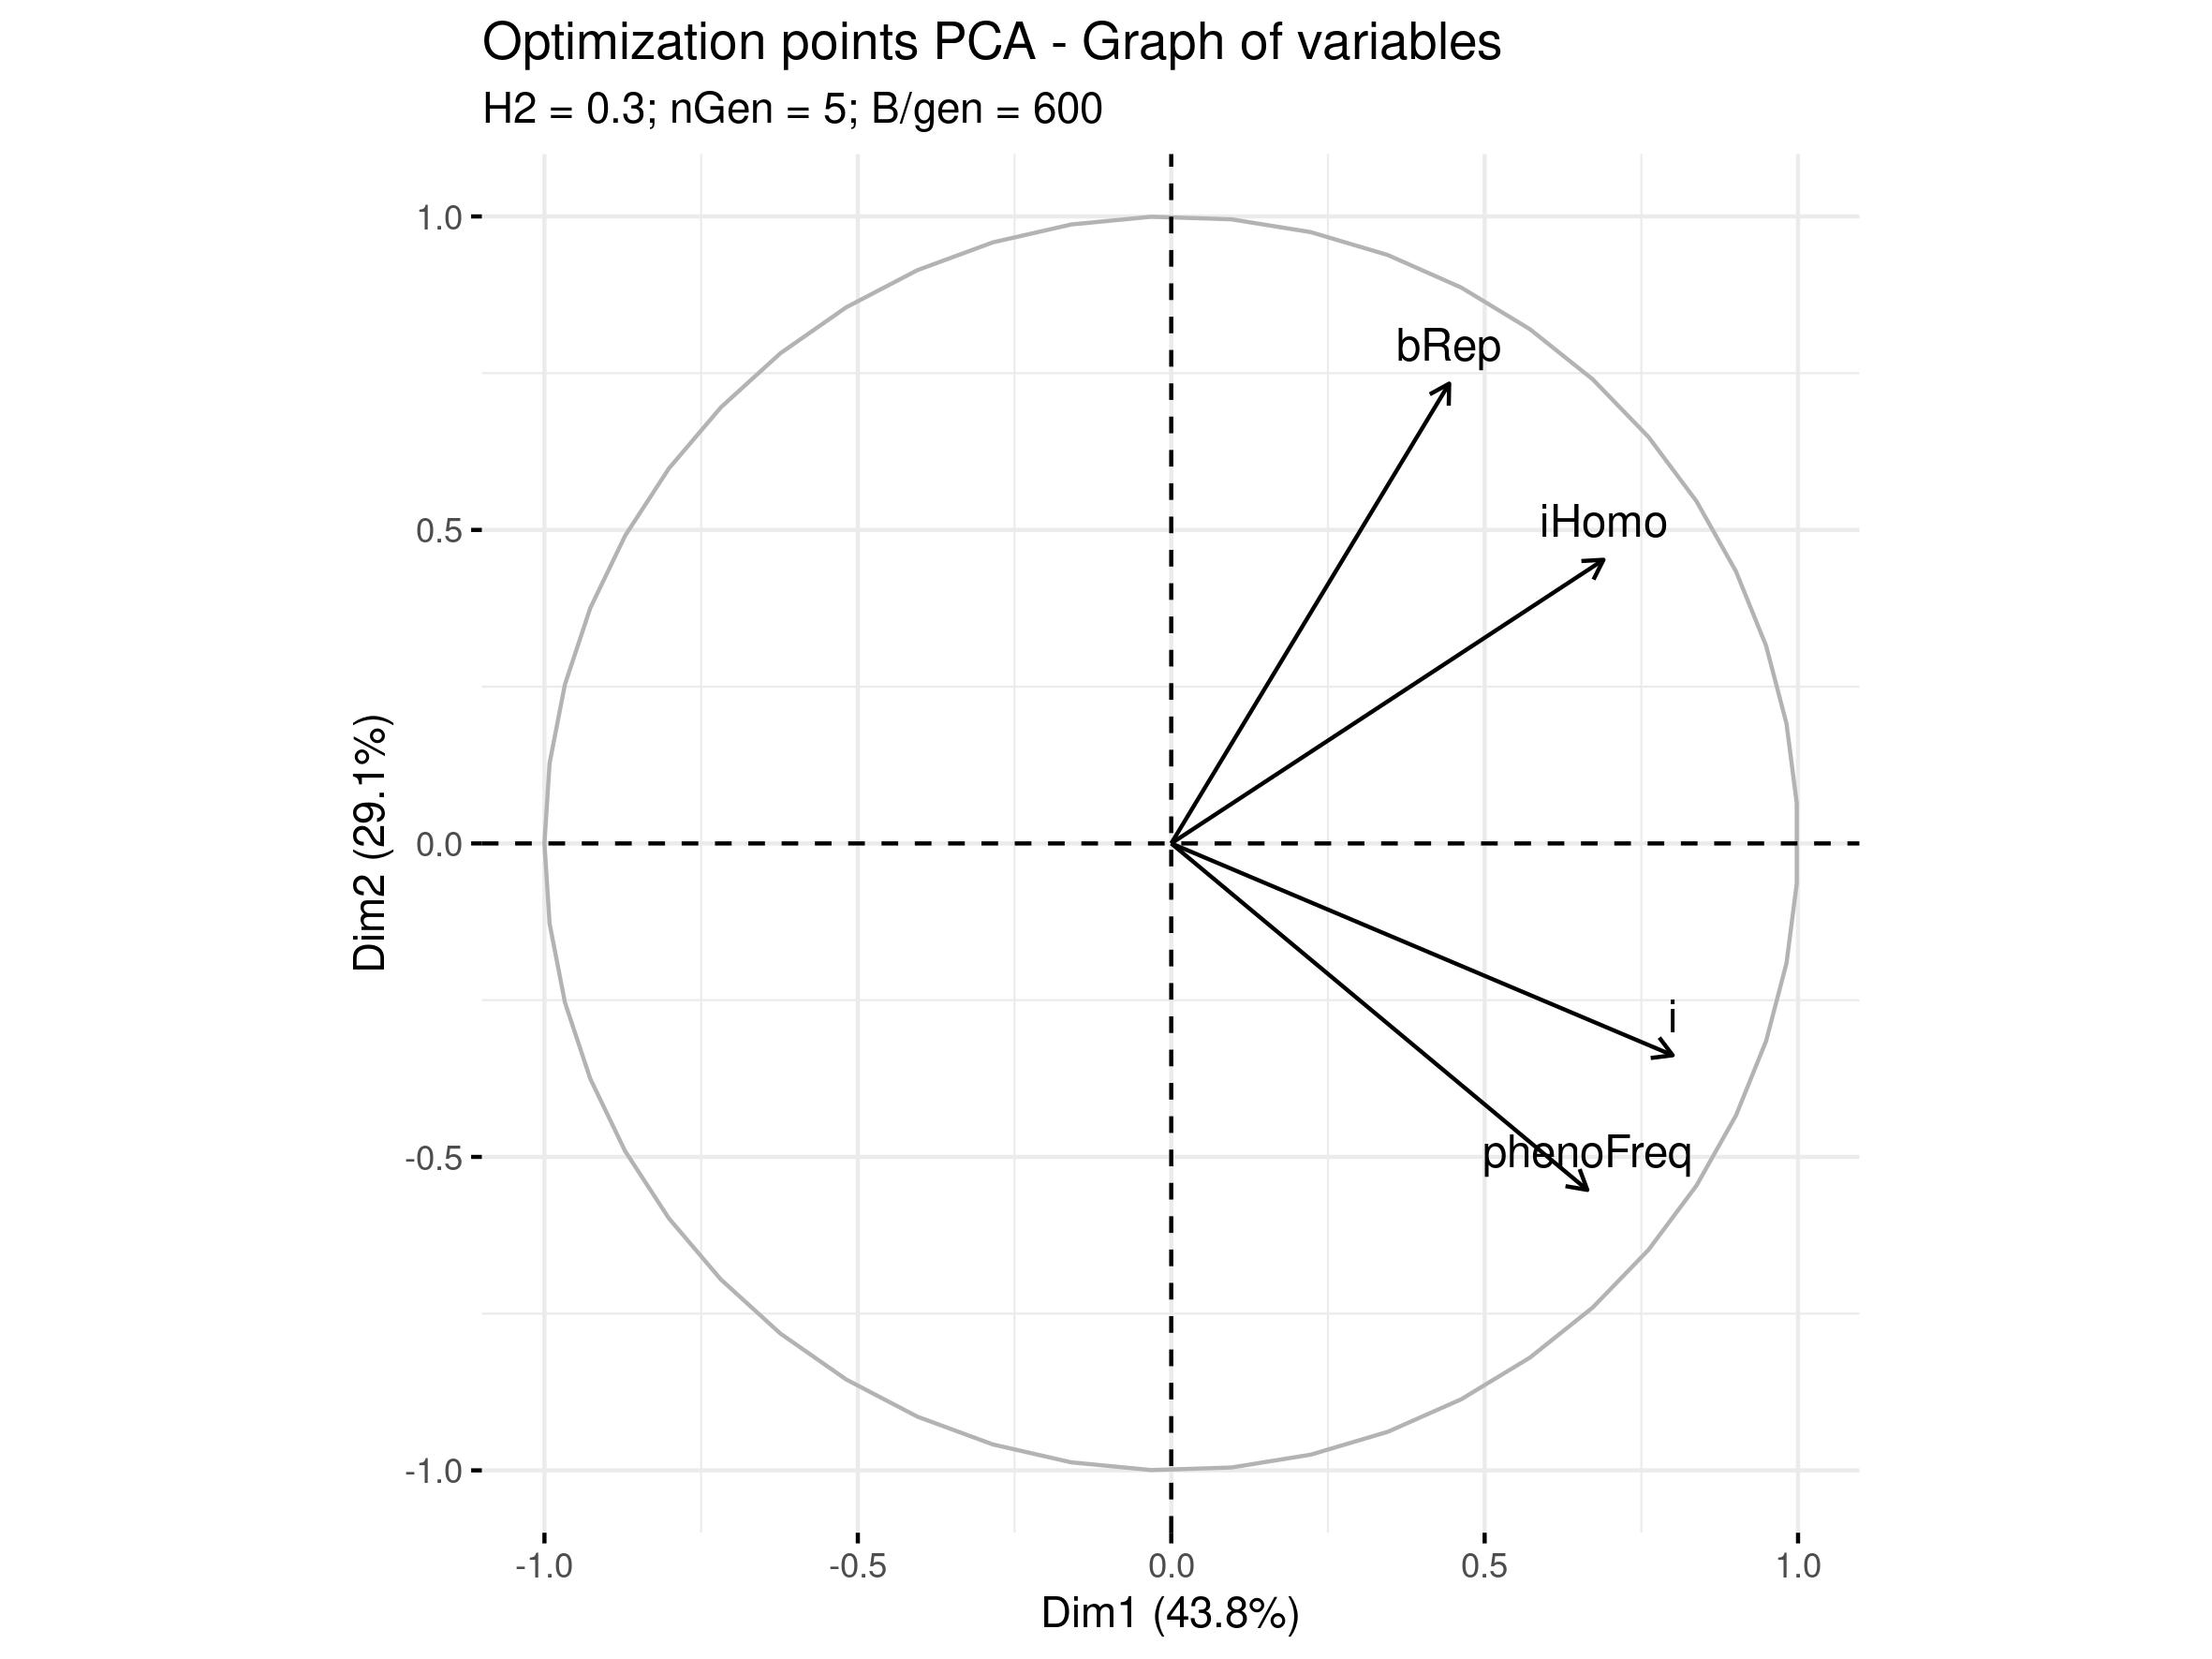 Optimization points PCA - Graph of variables
H2 = 0.3; nGen = 5; B/gen = 600
Dim2 (29.1%)
1.0
0.5
0.0
-0.5
-1.0
bRep
iHomo
i
phenoFreq
-1.0
-0.5
0.0
0.5
1.0
Dim1 (43.8%)